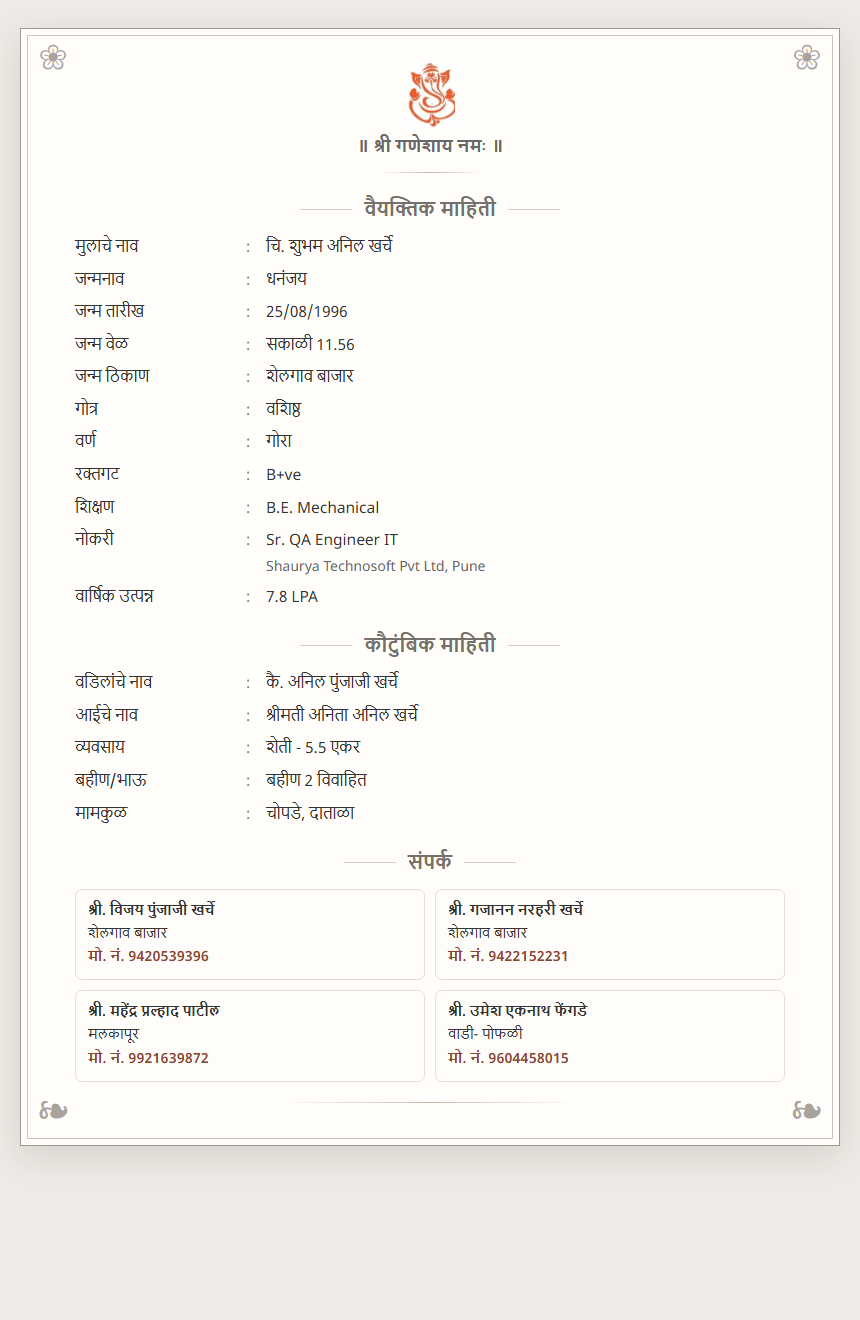 ॥ श्री गणेशाय नमः ॥
वैयक्तिक माहिती
मुलाचे नाव : चि. शुभम अनिल खर्चे
जन्मनाव : धनंजय
जन्म तारीख : 25/08/1996
जन्म वेळ : सकाळी 11.56
जन्म ठिकाण : शेलगाव बाजार
गोत्र : वशिष्ठ
वर्ण : गोरा
रक्तगट : B+ve
शिक्षण : B.E. Mechanical
नोकरी : Sr. QA Engineer IT
Shaurya Technosoft Pvt Ltd, Pune
वार्षिक उत्पन्न : 7.8 LPA
कौटुंबिक माहिती
वडिलांचे नाव : कै. अनिल पुंजाजी खर्चे
आईचे नाव : श्रीमती अनिता अनिल खर्चे
व्यवसाय : शेती - 5.5 एकर
बहीण/भाऊ : बहीण 2 विवाहित
मामकुळ : चोपडे, दाताळा
संपर्क
श्री. विजय पुंजाजी खर्चे
शेलगाव बाजार
मो. नं. 9420539396
श्री. गजानन नरहरी खर्चे
शेलगाव बाजार
मो. नं. 9422152231
श्री. महेंद्र प्रल्हाद पाटील
मलकापूर
मो. नं. 9921639872
श्री. उमेश एकनाथ फेंगडे
वाडी- पोफळी
मो. नं. 9604458015